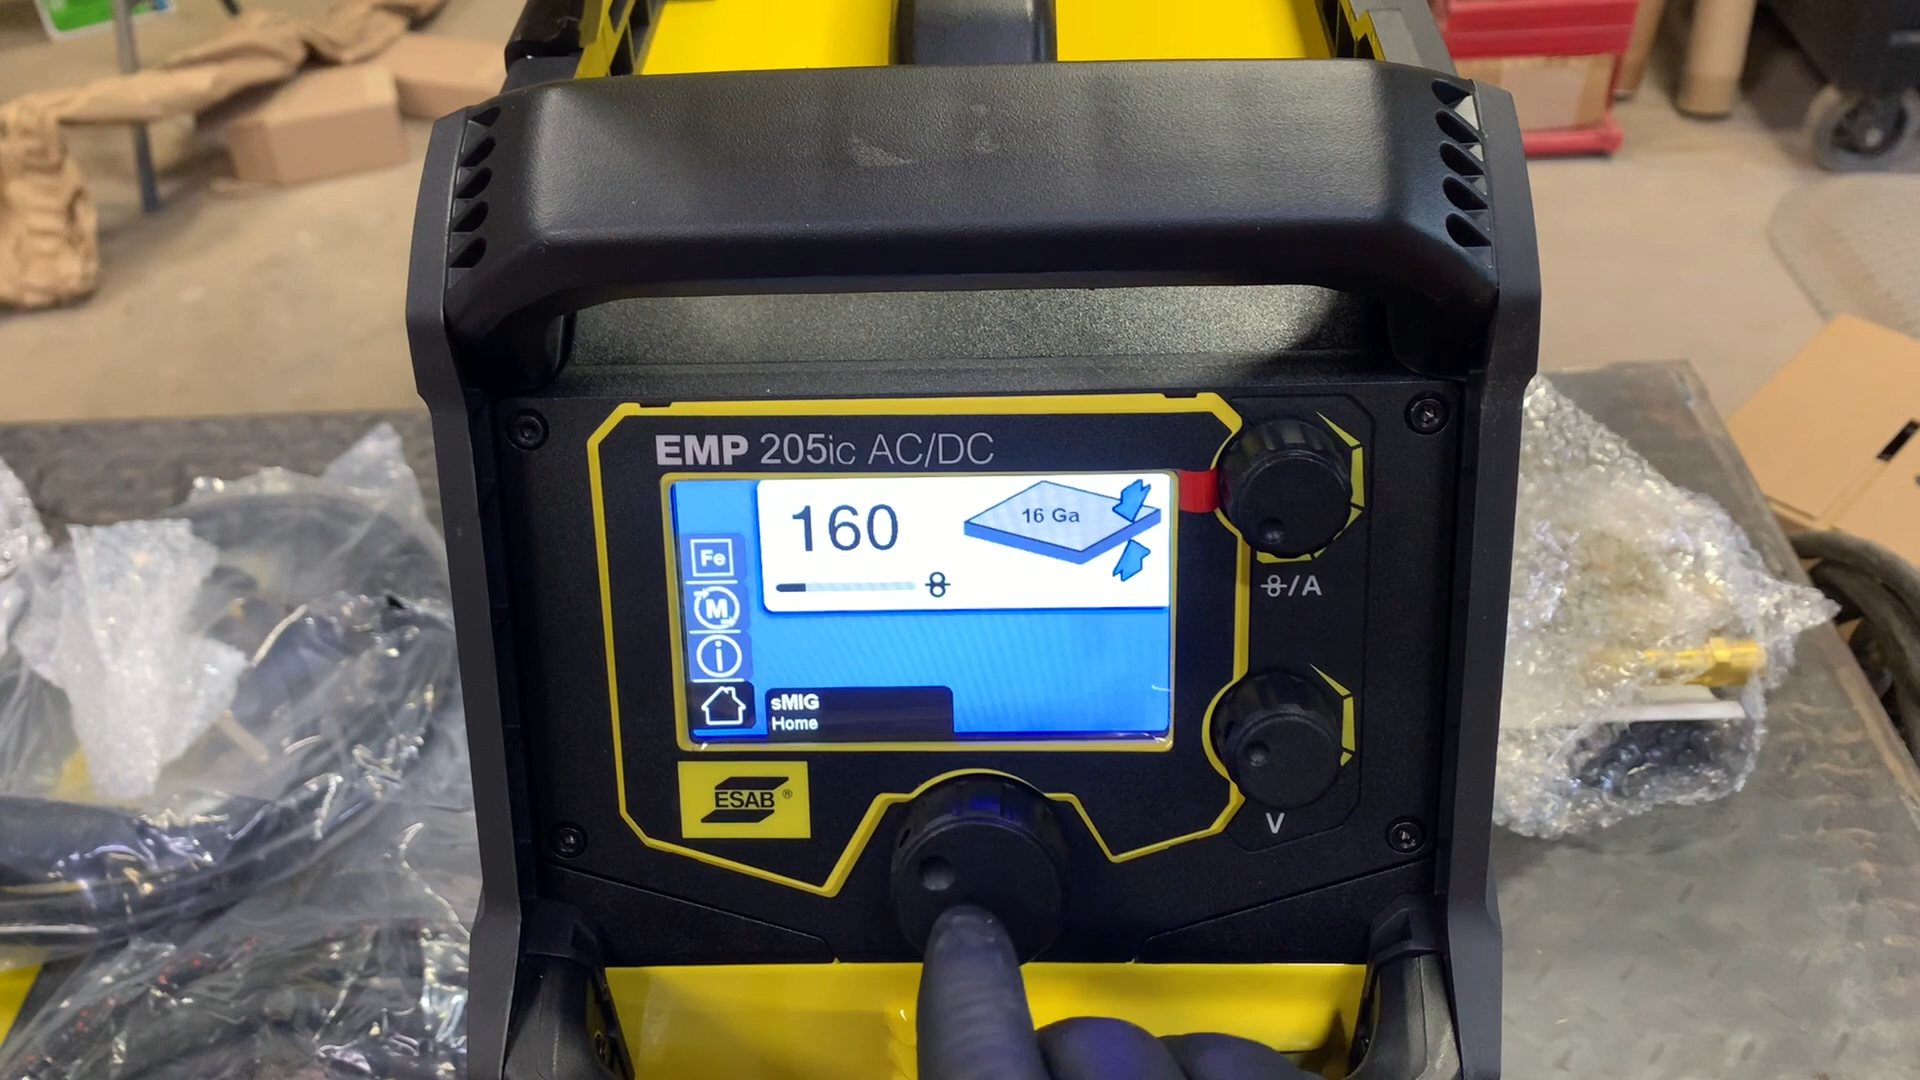 EMP 205ic AC/DC
160
16 Ga
Fe
M
i
sMIG
Home
/A
ESAB®
V